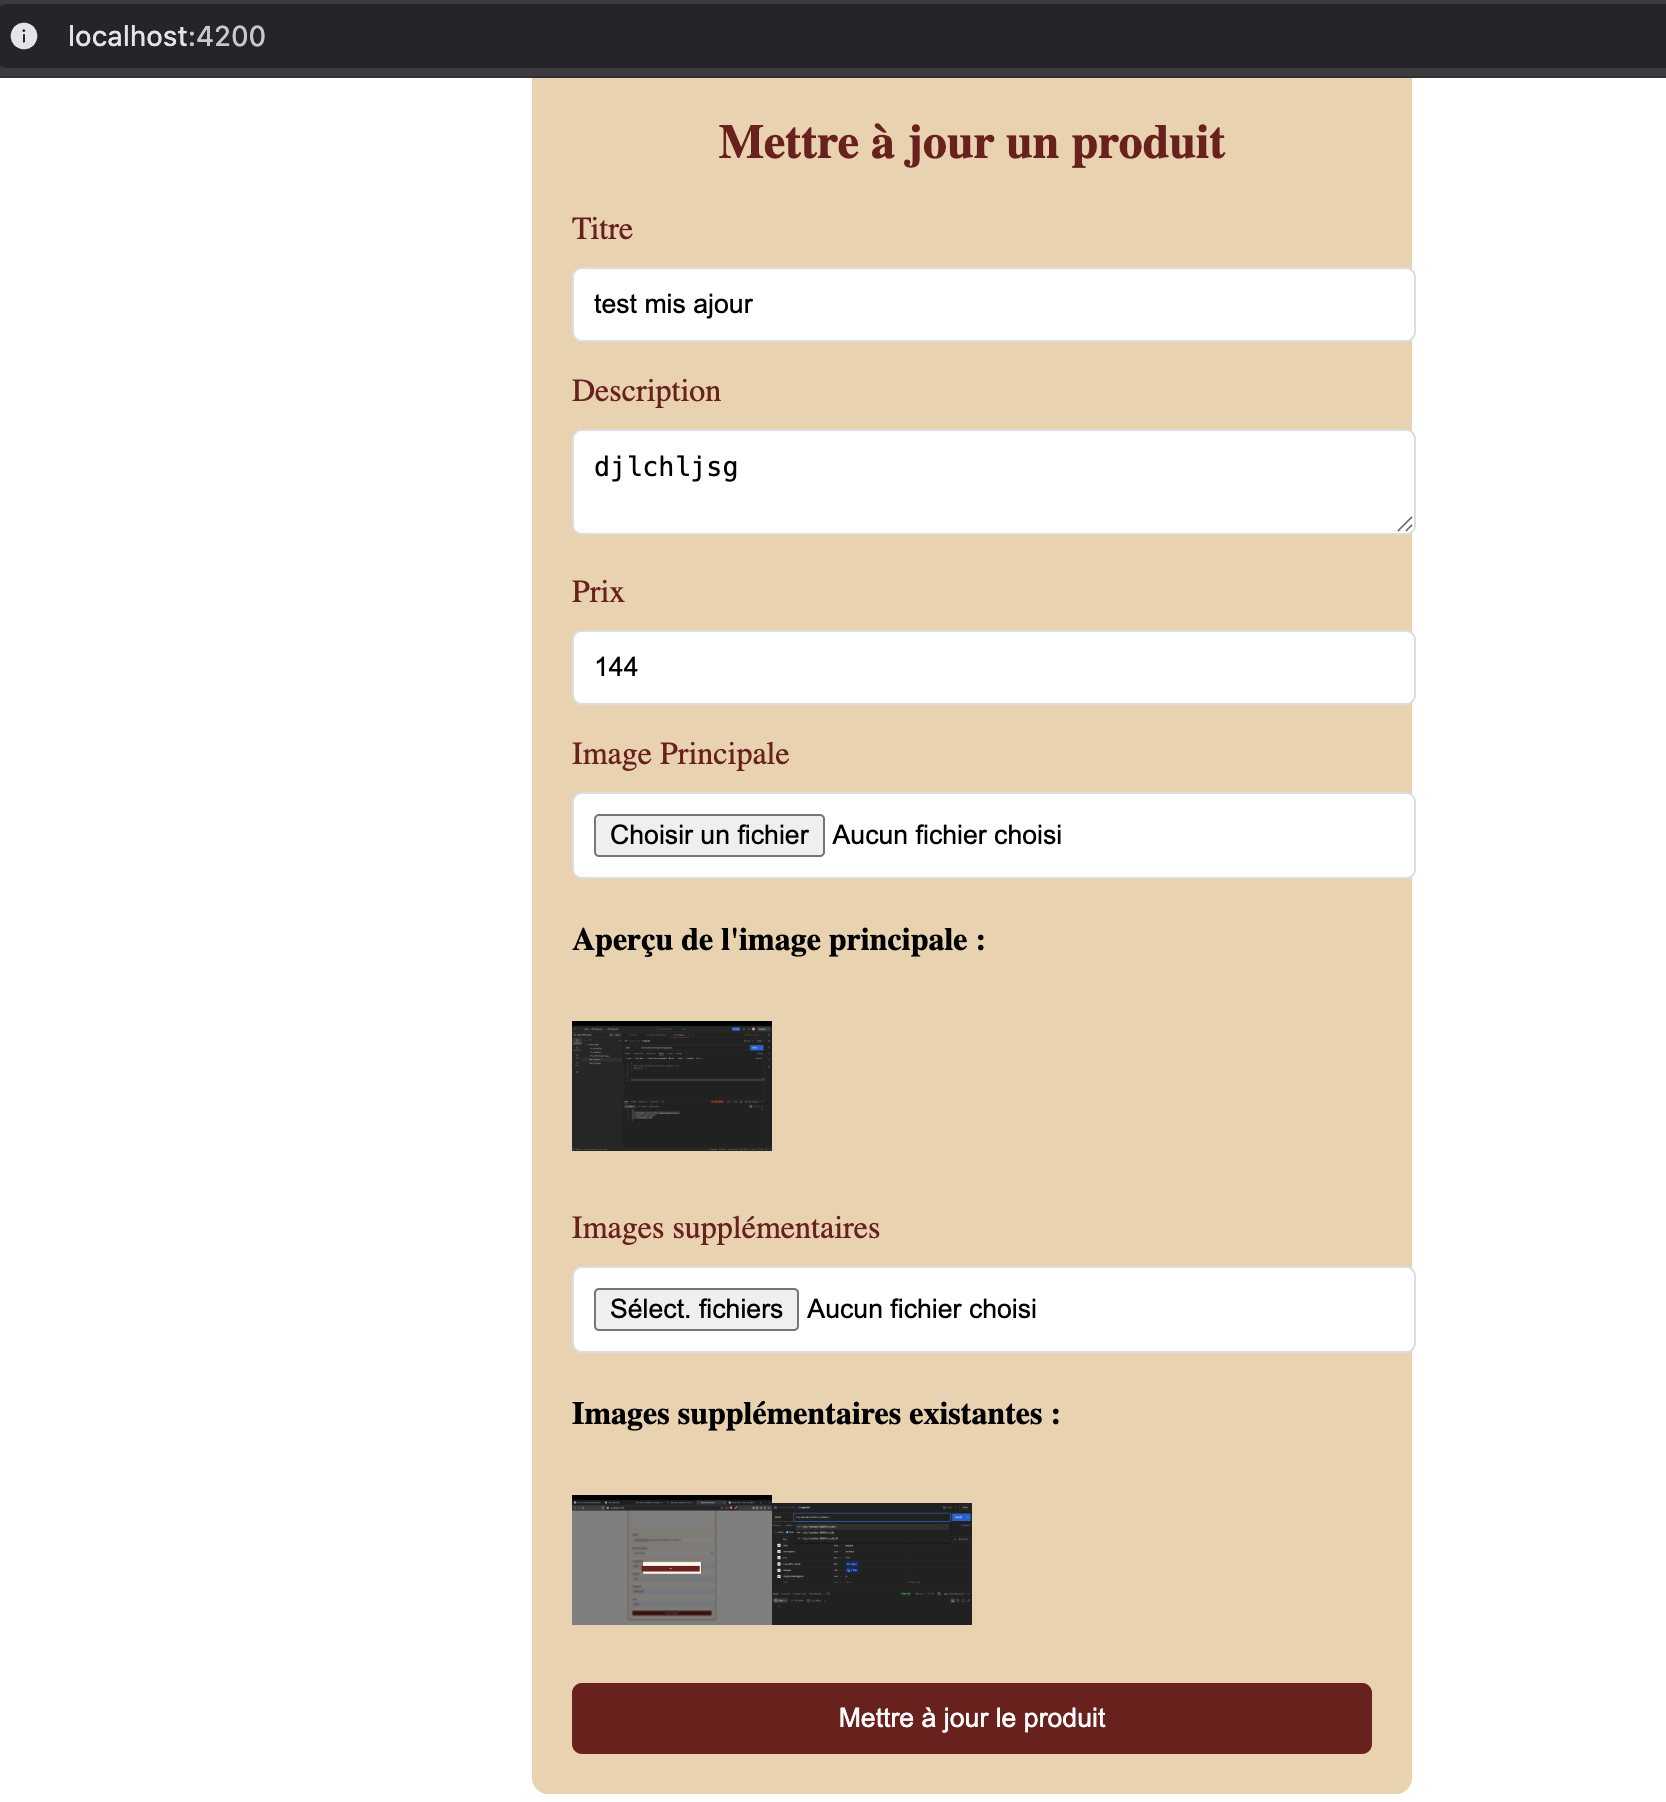 localhost:4200
Mettre à jour un produit
Titre
test mis ajour
Description
djlchljsg
Prix
144
Image Principale
Choisir un fichier Aucun fichier choisi
Aperçu de l'image principale :
Images supplémentaires
Sélect. fichiers Aucun fichier choisi
Images supplémentaires existantes :
Mettre à jour le produit